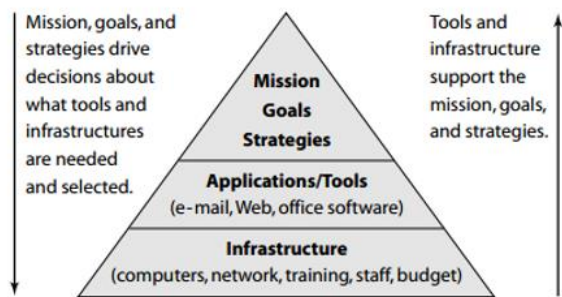 Mission, goals, and
strategies drive
decisions about
what tools and
infrastructures
are needed
and selected.
Mission
Goals
Strategies
Applications/Tools
(e-mail, Web, office software)
Infrastructure
(computers, network, training, staff, budget)
Tools and
infrastructure
support the
mission, goals,
and strategies.